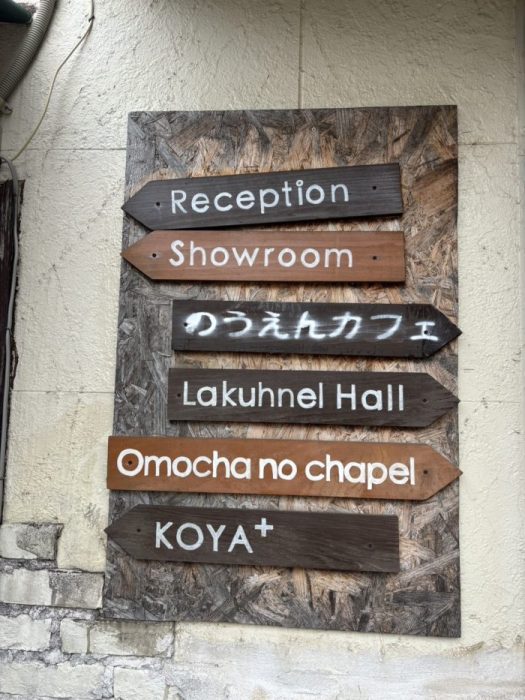 Reception
Showroom
のうえんカフェ
Lakuhnel Hall
Omocha no chapel
KOYA⁺